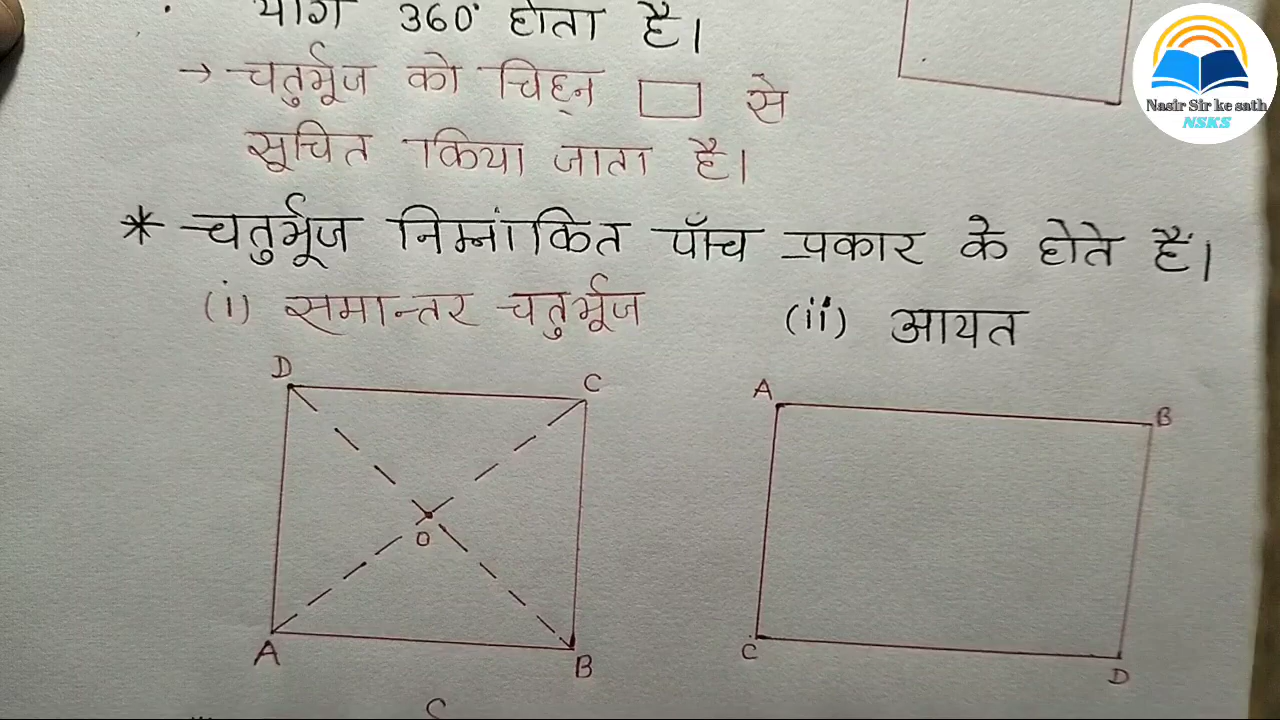 योग 360° होता है।
→ चतुर्भूज को चिह्न □ से
सूचित किया जाता है।
* चतुर्भूज निम्नांकित पाँच प्रकार के होते हैं।
(i) समान्तर चतुर्भूज
(ii) आयत
D C
O
A B
A B
C D
C
Nasir Sir ke sath
NSKS